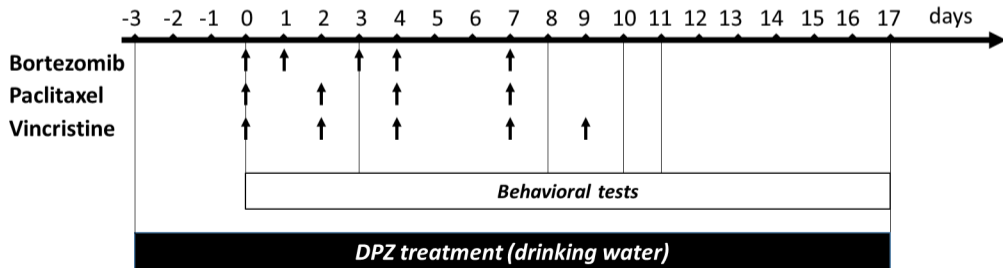 -3 -2 -1 0 1 2 3 4 5 6 7 8 9 10 11 12 13 14 15 16 17 days
Bortezomib
Paclitaxel
Vincristine
Behavioral tests
DPZ treatment (drinking water)